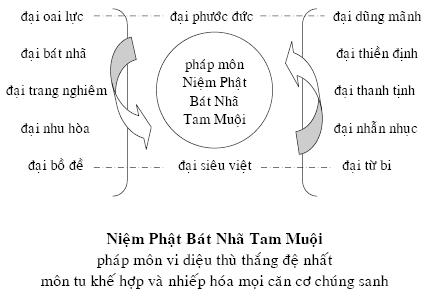 đại oai lực đại phước đức đại dũng mãnh
đại bát nhã đại thiền định
pháp môn
Niệm Phật
đại trang nghiêm đại thanh tịnh
Bát Nhã
Tam Muội
đại nhu hòa đại nhẫn nhục
đại bồ đề đại siêu việt đại từ bi
Niệm Phật Bát Nhã Tam Muội
pháp môn vi diệu thù thắng đệ nhất
môn tu khế hợp và nhiếp hóa mọi căn cơ chúng sanh